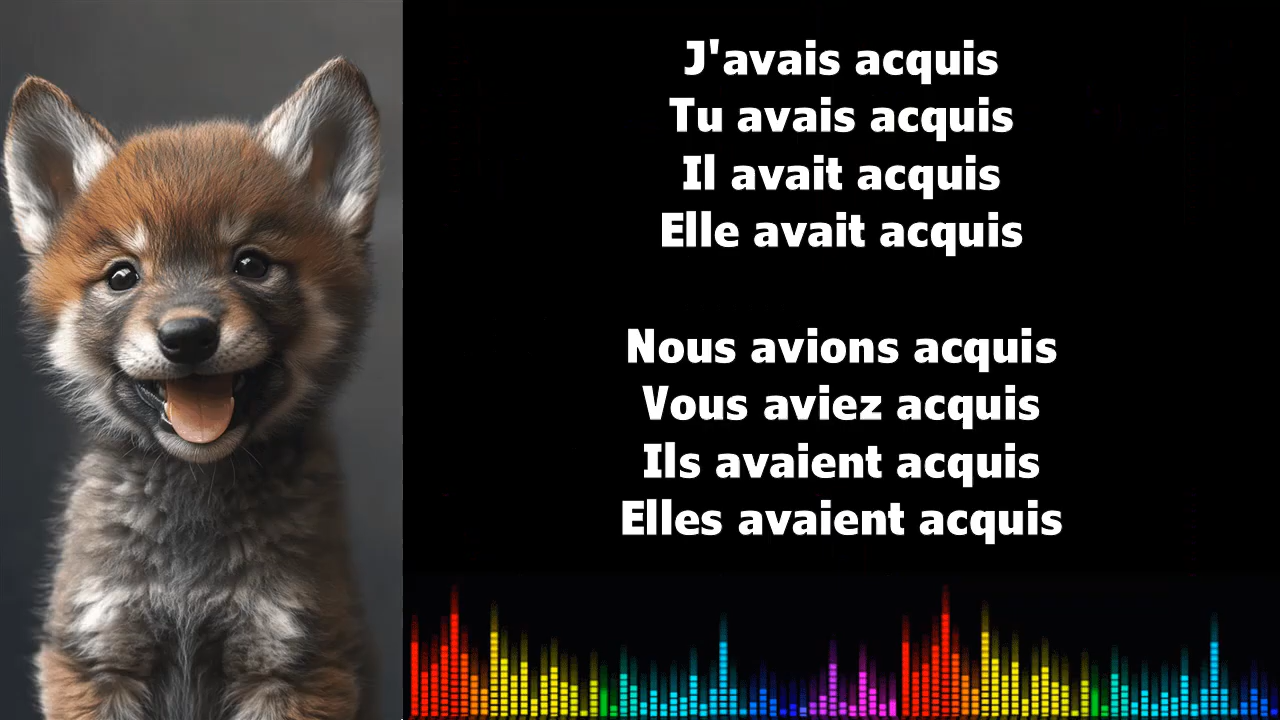 J'avais acquis
Tu avais acquis
Il avait acquis
Elle avait acquis
Nous avions acquis
Vous aviez acquis
Ils avaient acquis
Elles avaient acquis